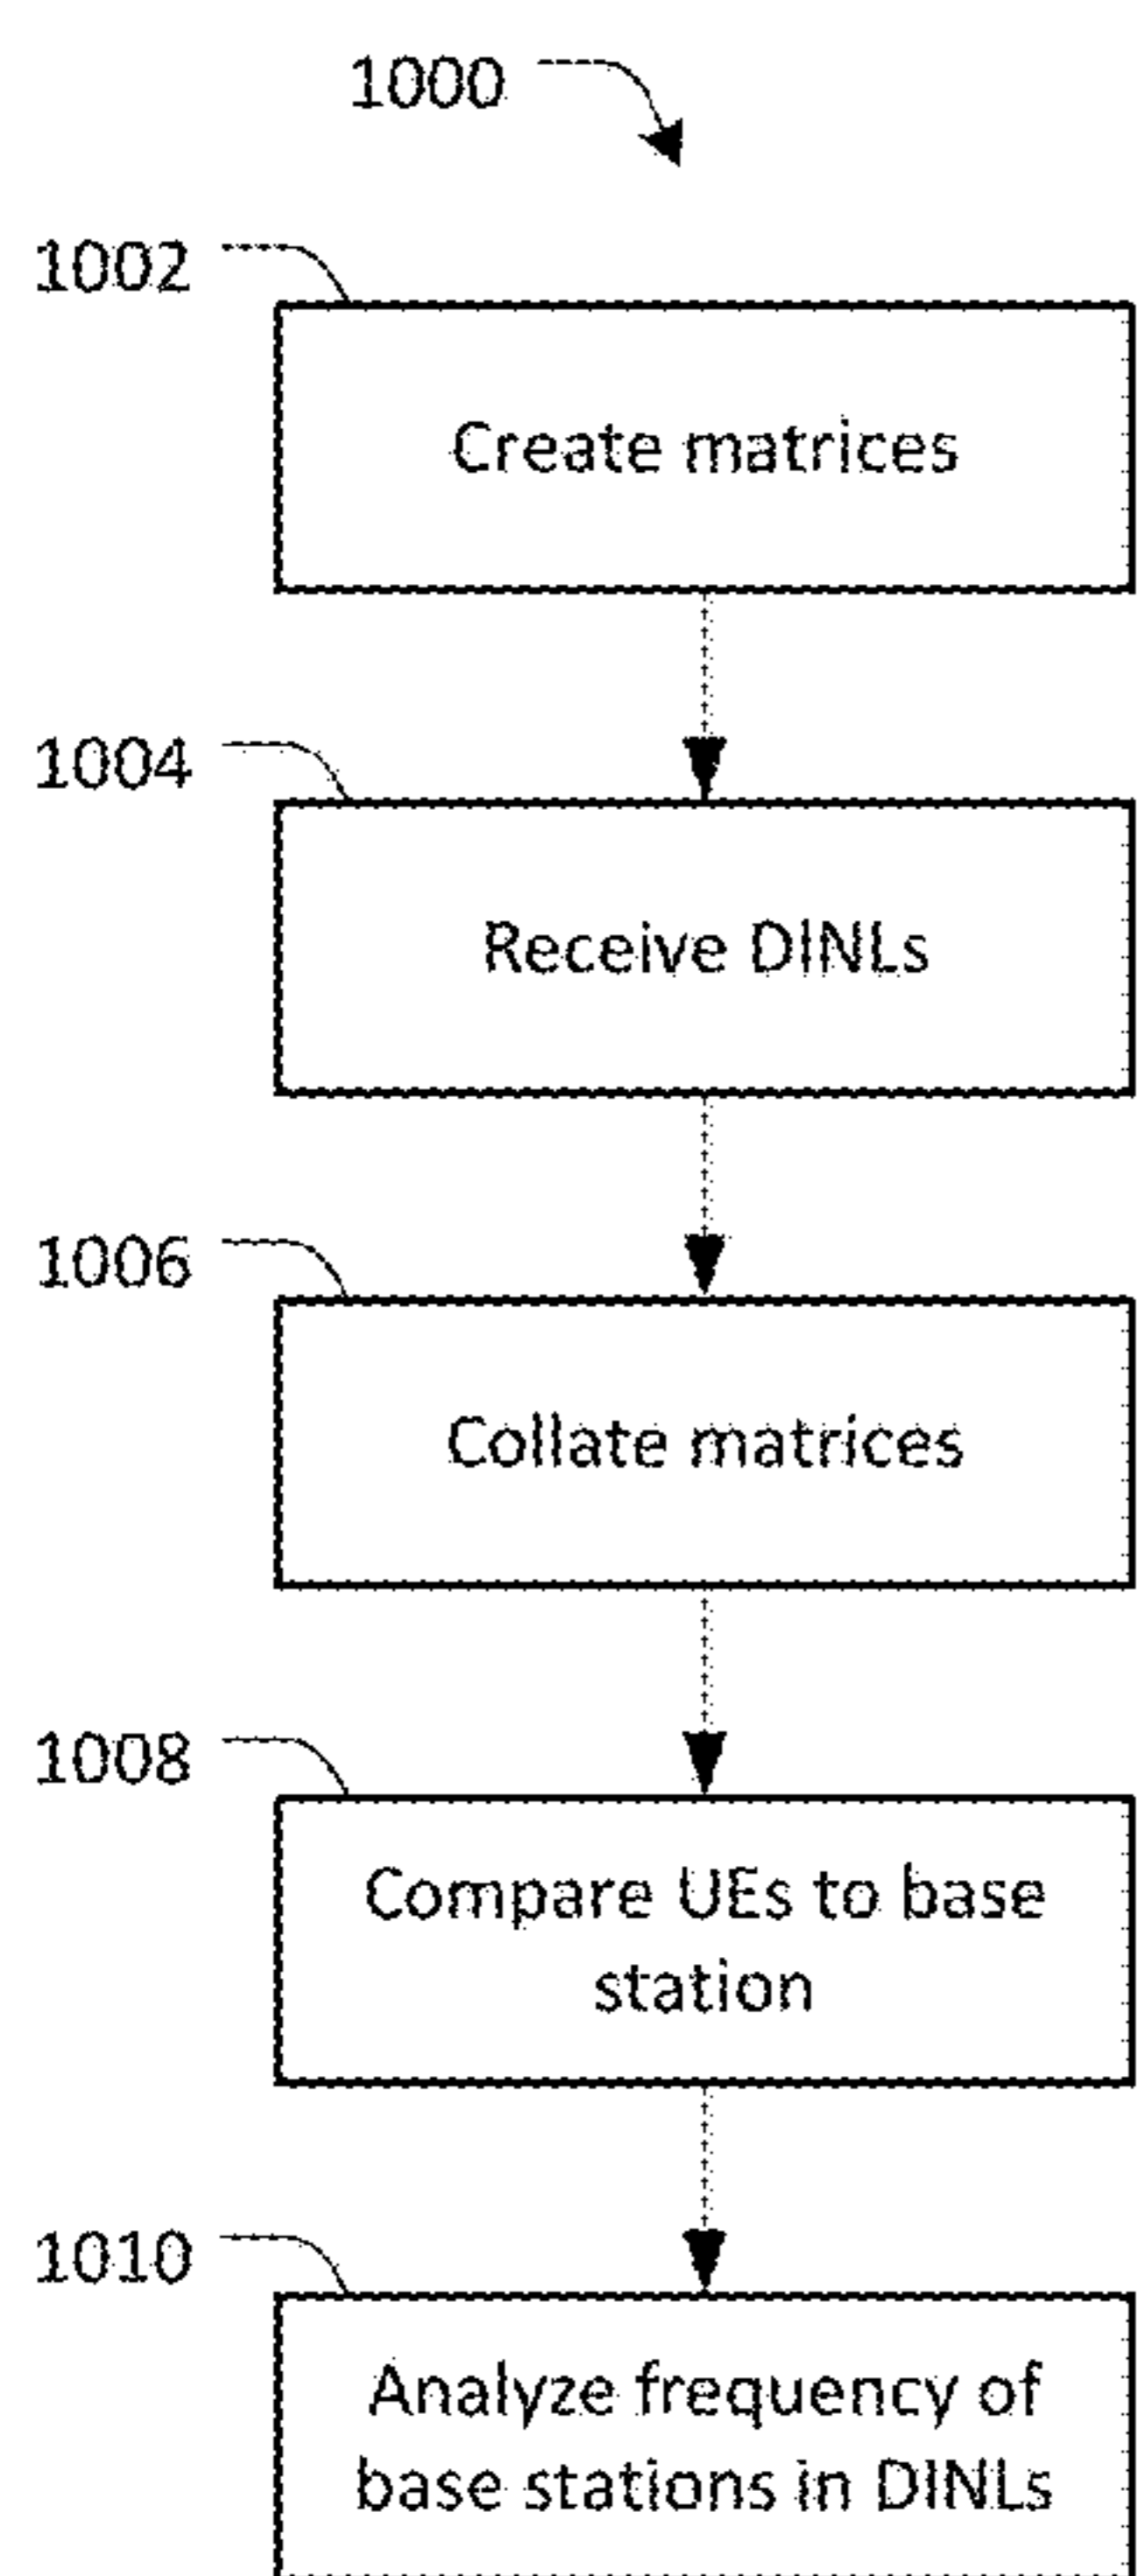 1000
1002
Create matrices
1004
Receive DINLs
1006
Collate matrices
1008
Compare UEs to base
station
1010
Analyze frequency of
base stations in DINLs